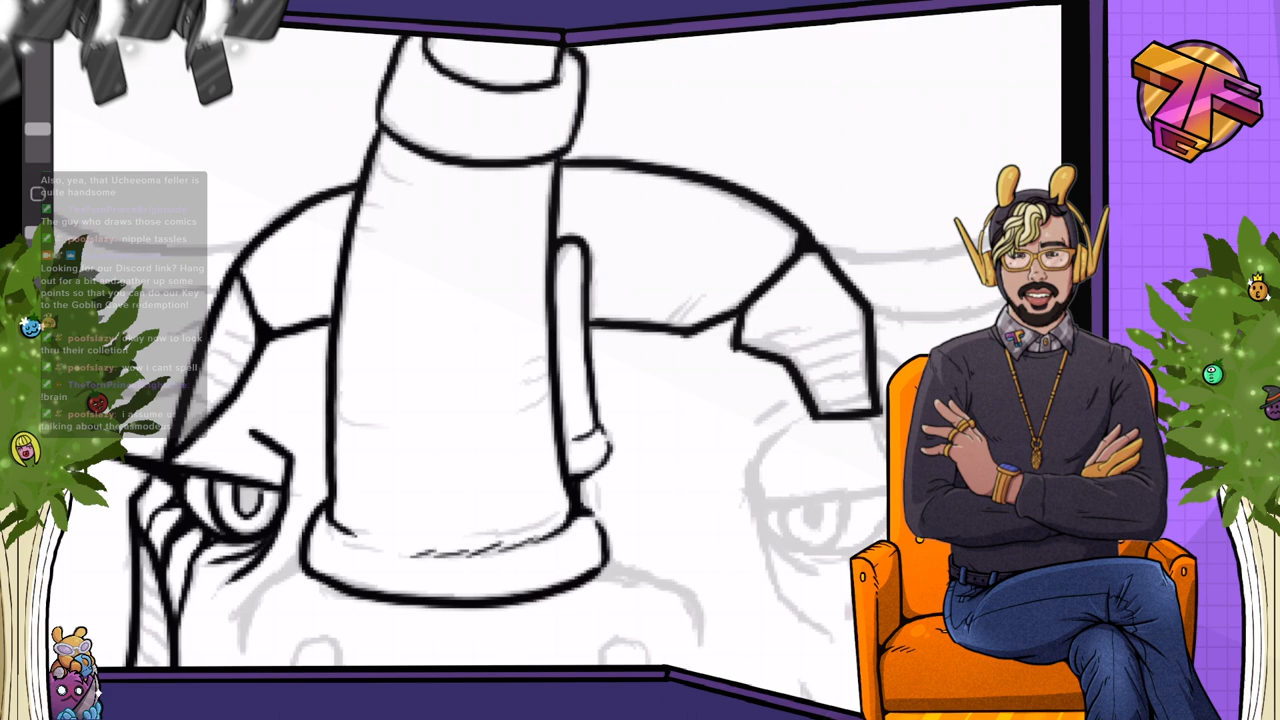 Also, yea, that Ucheeoma feller is
quite handsome
The guy who draws those comics
poofslazy: nipple tassles
Looking for our Discord link? Hang
out for a bit and gather up some
points so that you can do our Key
to the Goblin Cave redemption!
poofslazy: okay now to look
thru their colletion
poofslazy: wow i cant spell
!brain
poofslazy: i assume
talking about the